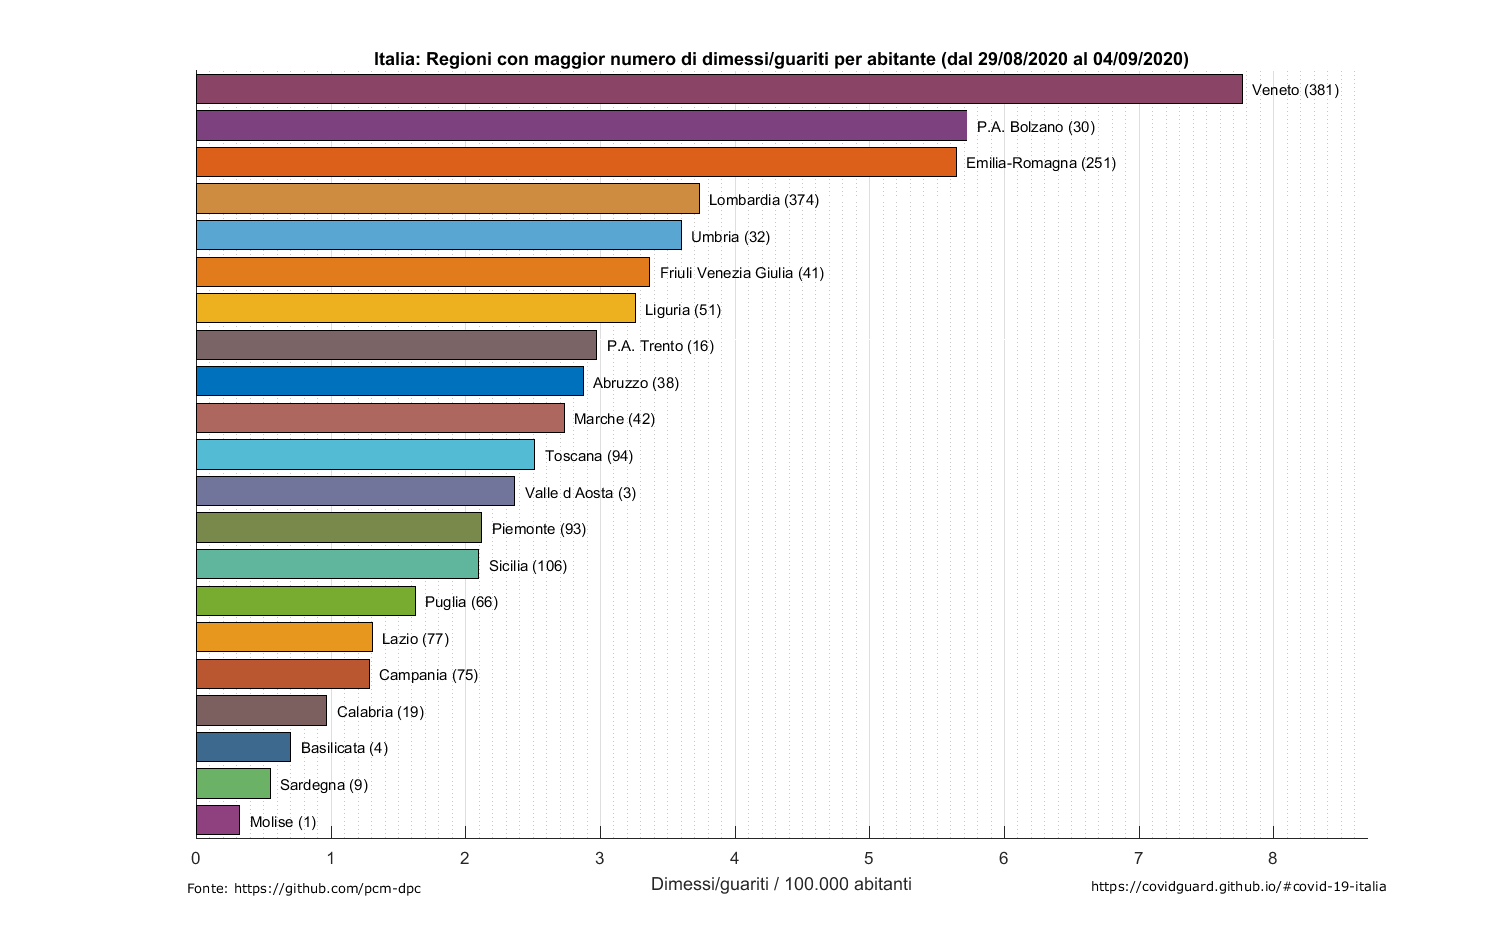 Italia: Regioni con maggior numero di dimessi/guariti per abitante (dal 29/08/2020 al 04/09/2020)
Veneto (381)
P.A. Bolzano (30)
Emilia-Romagna (251)
Lombardia (374)
Umbria (32)
Friuli Venezia Giulia (41)
Liguria (51)
P.A. Trento (16)
Abruzzo (38)
Marche (42)
Toscana (94)
Valle d Aosta (3)
Piemonte (93)
Sicilia (106)
Puglia (66)
Lazio (77)
Campania (75)
Calabria (19)
Basilicata (4)
Sardegna (9)
Molise (1)
0 1 2 3 4 5 6 7 8
Dimessi/guariti / 100.000 abitanti
Fonte: https://github.com/pcm-dpc
https://covidguard.github.io/#covid-19-italia